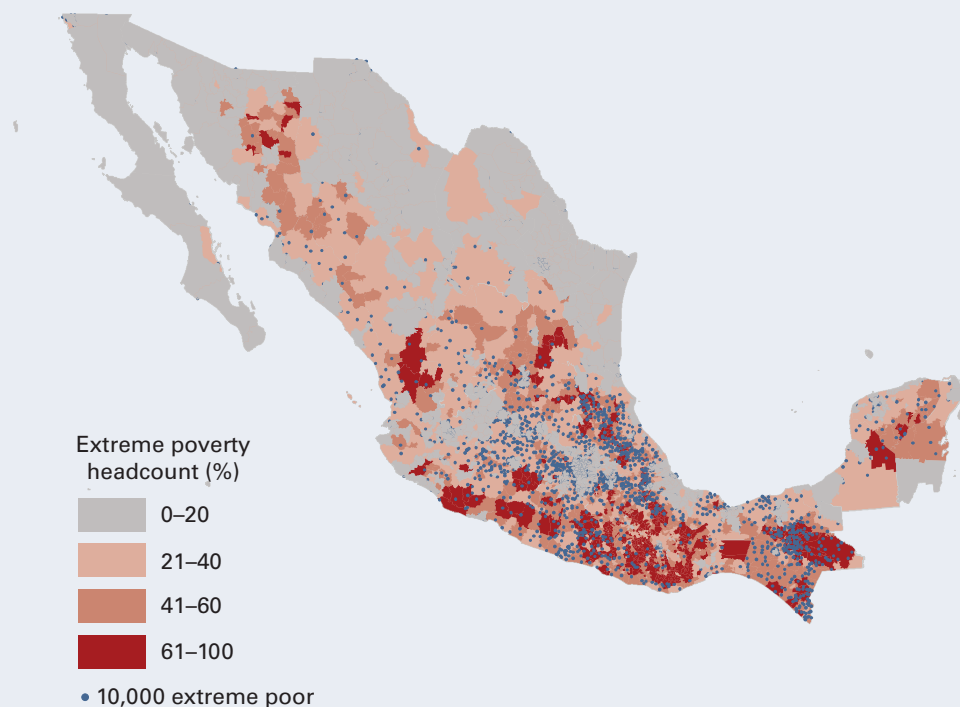 Extreme poverty
headcount (%)
0–20
21–40
41–60
61–100
10,000 extreme poor